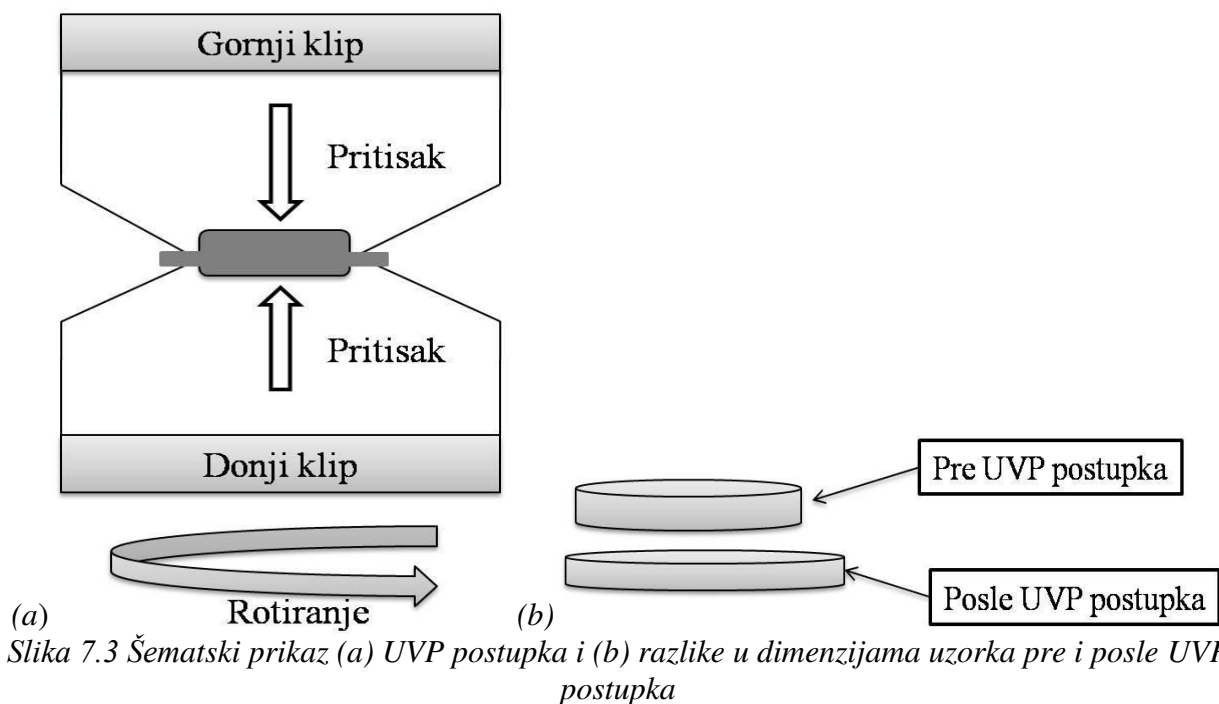 Gornji klip
Pritisak
Pritisak
Donji klip
Rotiranje
(a)
Pre UVP postupka
Posle UVP postupka
(b)
Slika 7.3 Šematski prikaz (a) UVP postupka i (b) razlike u dimenzijama uzorka pre i posle UVP
postupka